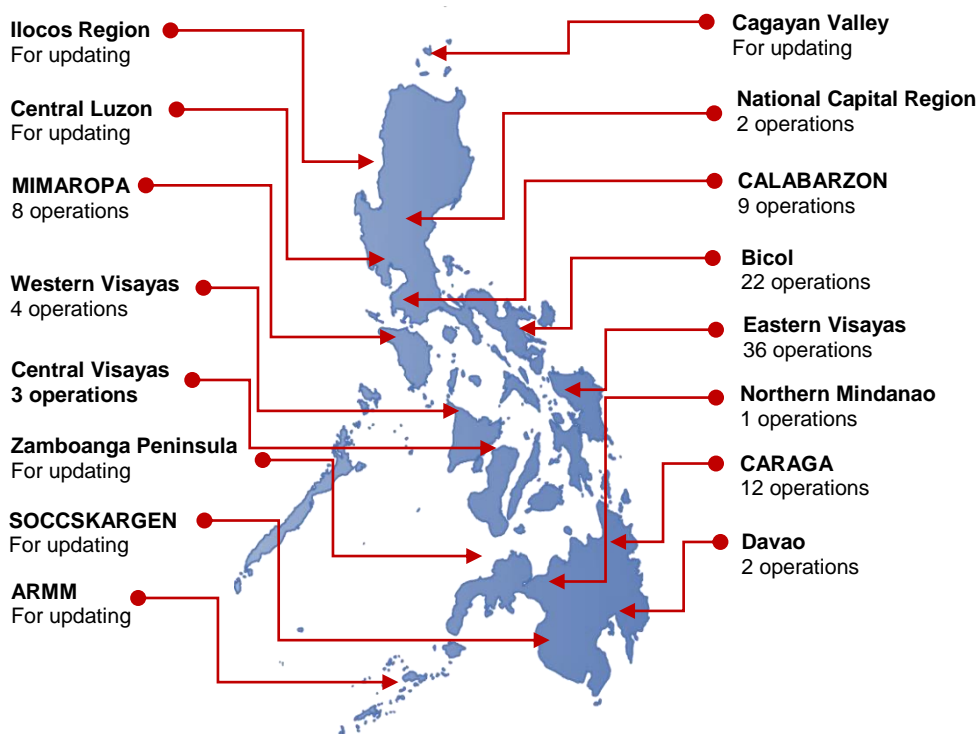 Ilocos Region
For updating
Central Luzon
For updating
MIMAROPA
8 operations
Western Visayas
4 operations
Central Visayas
3 operations
Zamboanga Peninsula
For updating
SOCCSKARGEN
For updating
ARMM
For updating
Cagayan Valley
For updating
National Capital Region
2 operations
CALABARZON
9 operations
Bicol
22 operations
Eastern Visayas
36 operations
Northern Mindanao
1 operations
CARAGA
12 operations
Davao
2 operations